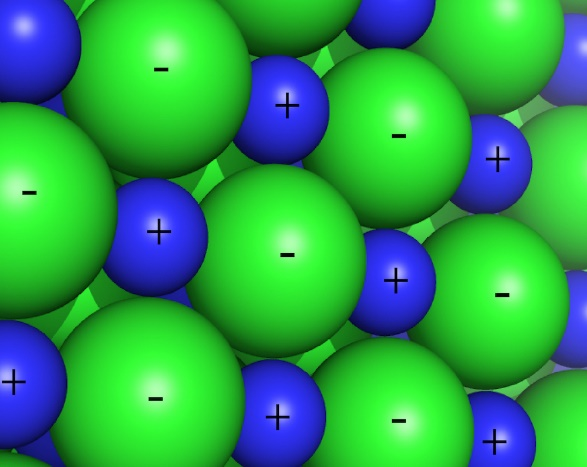 - + - +
- + - + -
+ - + - +